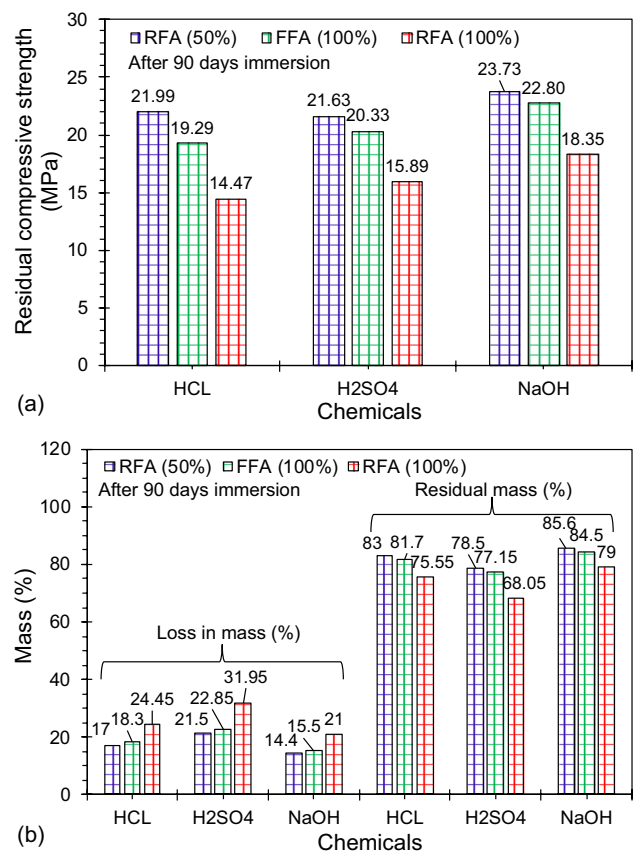 30
25
20
15
10
5
0
Residual compressive strength
(MPa)
RFA (50%) FFA (100%) RFA (100%)
After 90 days immersion
21.99
19.29
14.47
21.63
20.33
15.89
23.73
22.80
18.35
HCL H2SO4 NaOH
(a)
Chemicals
120
100
80
60
40
20
0
Mass (%)
RFA (50%) FFA (100%) RFA (100%)
After 90 days immersion
Residual mass (%)
83
81.7
75.55
78.5
77.15
68.05
85.6
84.5
79
Loss in mass (%)
17
18.3
24.45
21.5
22.85
31.95
14.4
15.5
21
HCL H2SO4 NaOH HCL H2SO4 NaOH
(b)
Chemicals